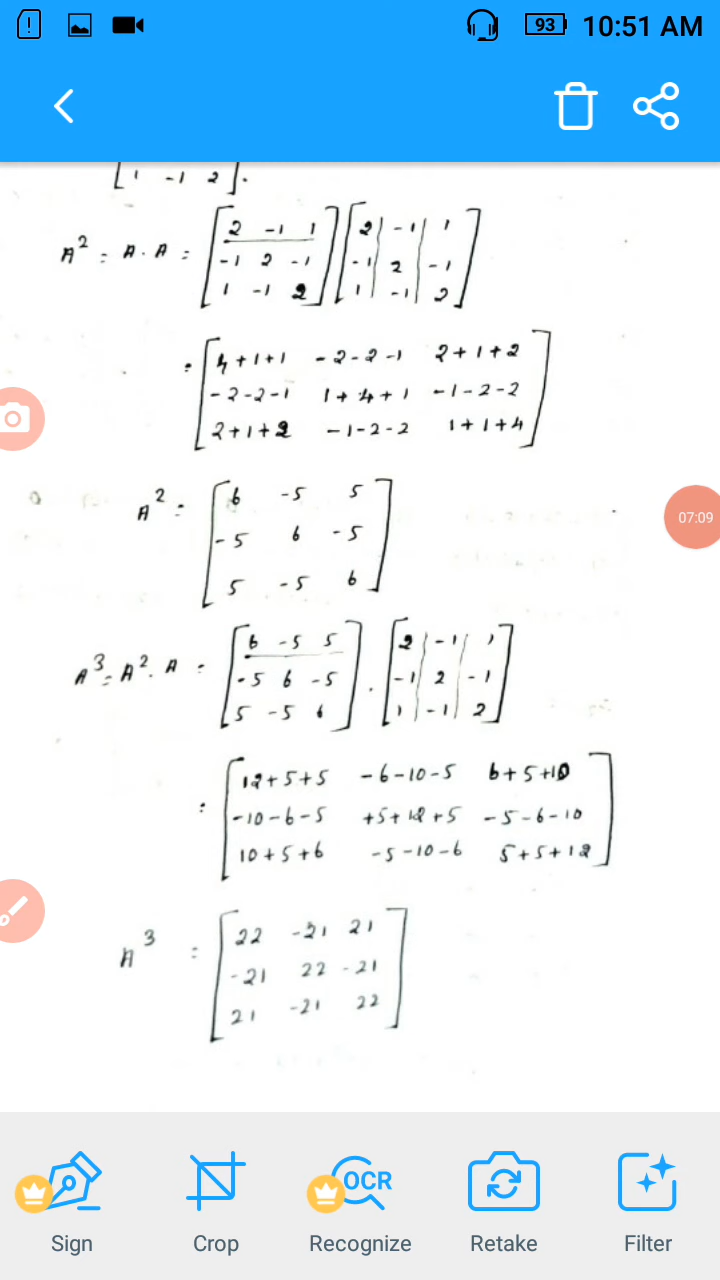 93 10:51 AM
[1 -1 2].
A² = A . A = [2 -1 1] [2 -1 1]
[-1 2 -1] [-1 2 -1]
[1 -1 2] [1 -1 2]
= [4+1+1 -2-2-1 2+1+2]
[-2-2-1 1+4+1 -1-2-2]
[2+1+2 -1-2-2 1+1+4]
A² = [6 -5 5]
[-5 6 -5]
[5 -5 6]
07:09
A³ = A² . A = [6 -5 5] . [2 -1 1]
[-5 6 -5] [-1 2 -1]
[5 -5 6] [1 -1 2]
= [12+5+5 -6-10-5 6+5+10]
[-10-6-5 +5+12+5 -5-6-10]
[10+5+6 -5-10-6 5+5+12]
A³ = [22 -21 21]
[-21 22 -21]
[21 -21 22]
Sign Crop OCR Recognize Retake Filter